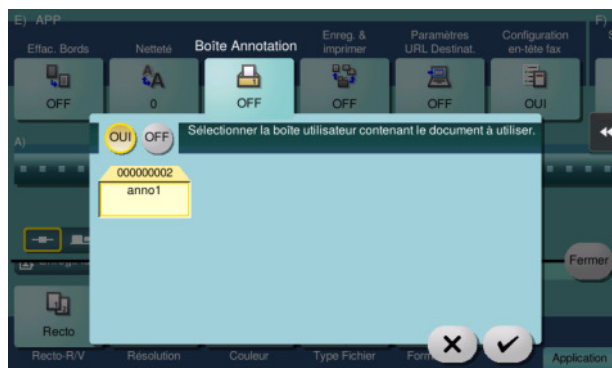 E) APP
F)
Effac. Bords
Netteté
Boîte Annotation
Enreg. &
imprimer
Paramètres
URL Destinat.
Configuration
en-tête fax
OFF
0
OFF
OFF
OFF
OUI
A)
OUI
OFF
Sélectionner la boîte utilisateur contenant le document à utiliser.
000000002
anno1
Fermer
Recto
Recto-R/V
Résolution
Couleur
Type Fichier
Application